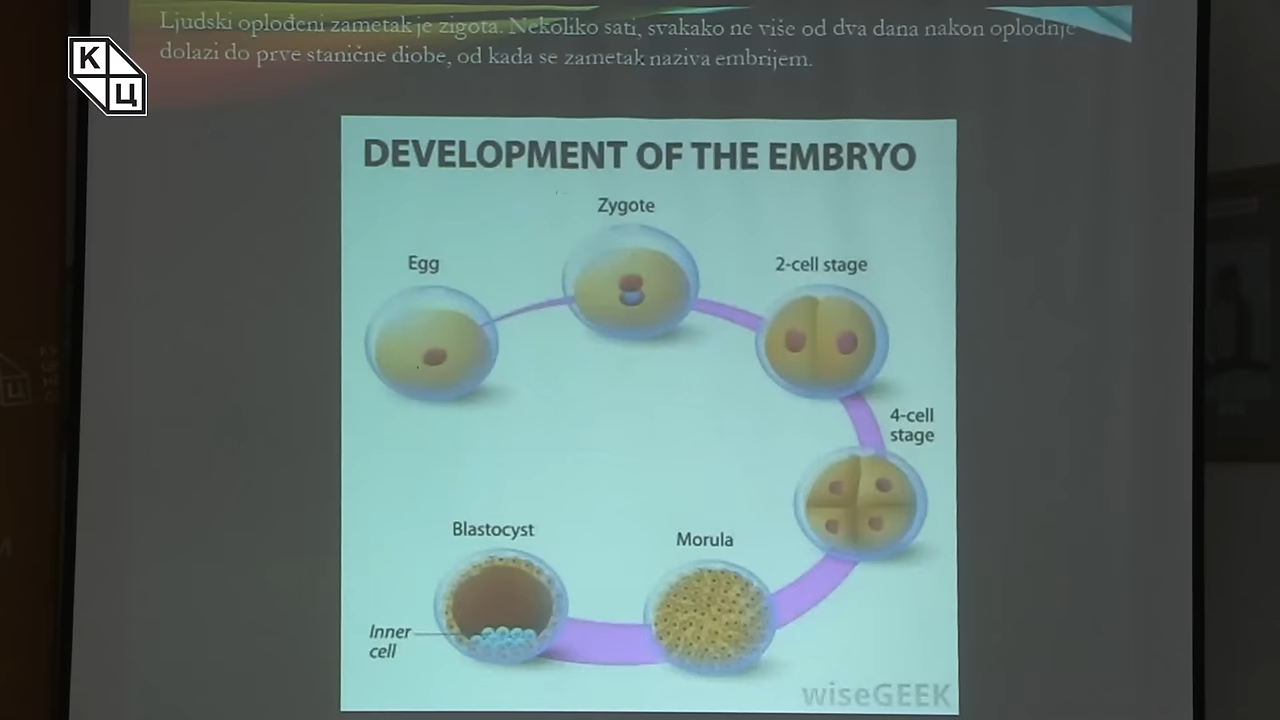 Ljudski oplođeni zametak je zigota. Nekoliko sati, svakako ne više od dva dana nakon oplodnje
dolazi do prve stanične diobe, od kada se zametak naziva embrijem.
К
Ц
DEVELOPMENT OF THE EMBRYO
Zygote
Egg
2-cell stage
4-cell
stage
Blastocyst
Morula
Inner
cell
wiseGEEK